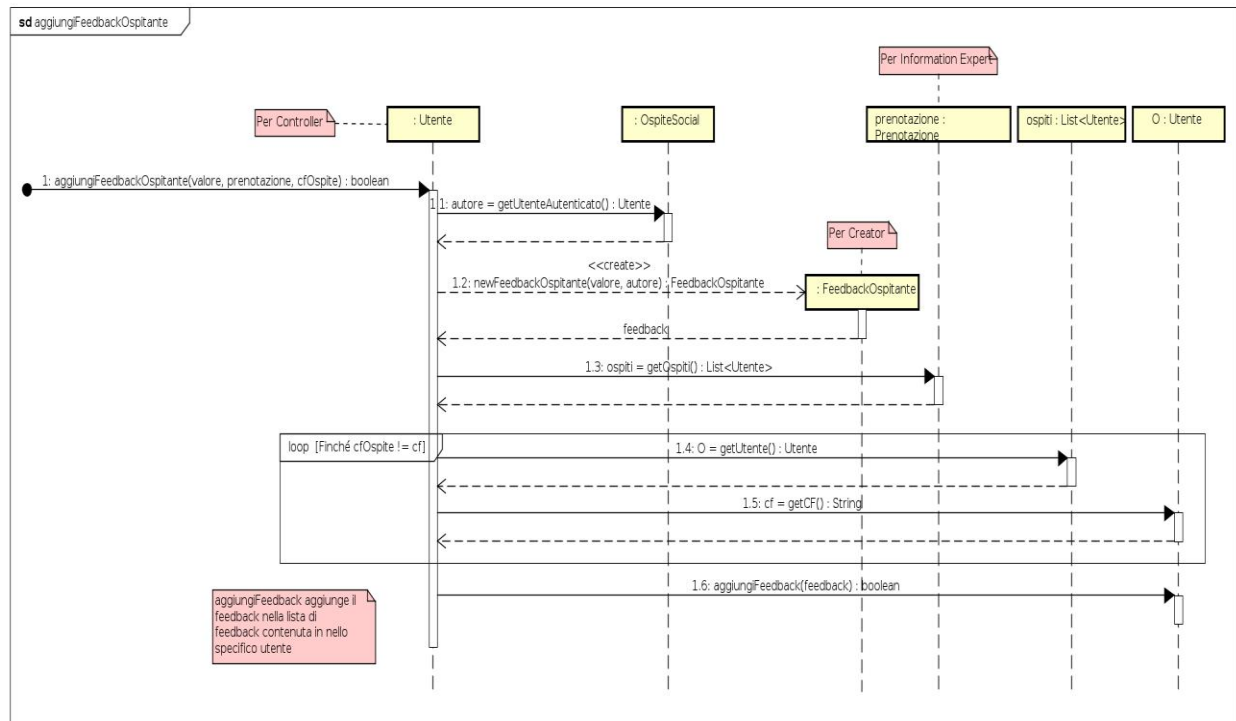 sd aggiungiFeedbackOspitante
Per Information Expert
Per Controller
: Utente
: OspiteSocial
prenotazione :
Prenotazione
ospiti : List<Utente>
O : Utente
1: aggiungiFeedbackOspitante(valore, prenotazione, cfOspite) : boolean
1.1: autore = getUtenteAutenticato() : Utente
Per Creator
<<create>>
1.2: newFeedbackOspitante(valore, autore) : FeedbackOspitante
: FeedbackOspitante
feedback
1.3: ospiti = getOspiti() : List<Utente>
loop [Finché cfOspite != cf]
1.4: O = getUtente() : Utente
1.5: cf = getCF() : String
1.6: aggiungiFeedback(feedback) : boolean
aggiungiFeedback aggiunge il
feedback nella lista di
feedback contenuta in nello
specifico utente